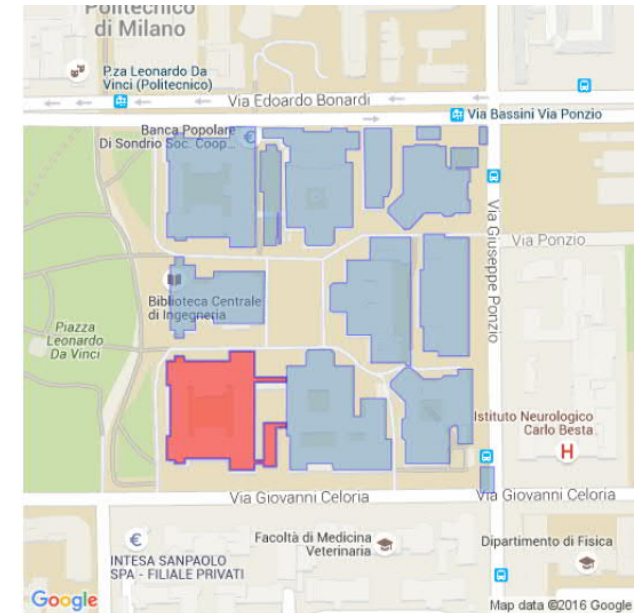 Politecnico
di Milano
P.za Leonardo Da
Vinci (Politecnico)
Via Edoardo Bonardi
Via Bassini Via Ponzio
Banca Popolare
Di Sondrio Soc. Coop...
Via Giuseppe Ponzio
Via Ponzio
Biblioteca Centrale
di Ingegneria
Piazza
Leonardo
Da Vinci
Istituto Neurologico
Carlo Besta
H
Via Giovanni Celoria
Via Giovanni Celoria
€
Facoltà di Medicina
Veterinaria
Dipartimento di Fisica
INTESA SANPAOLO
SPA - FILIALE PRIVATI
Google
Map data ©2016 Google